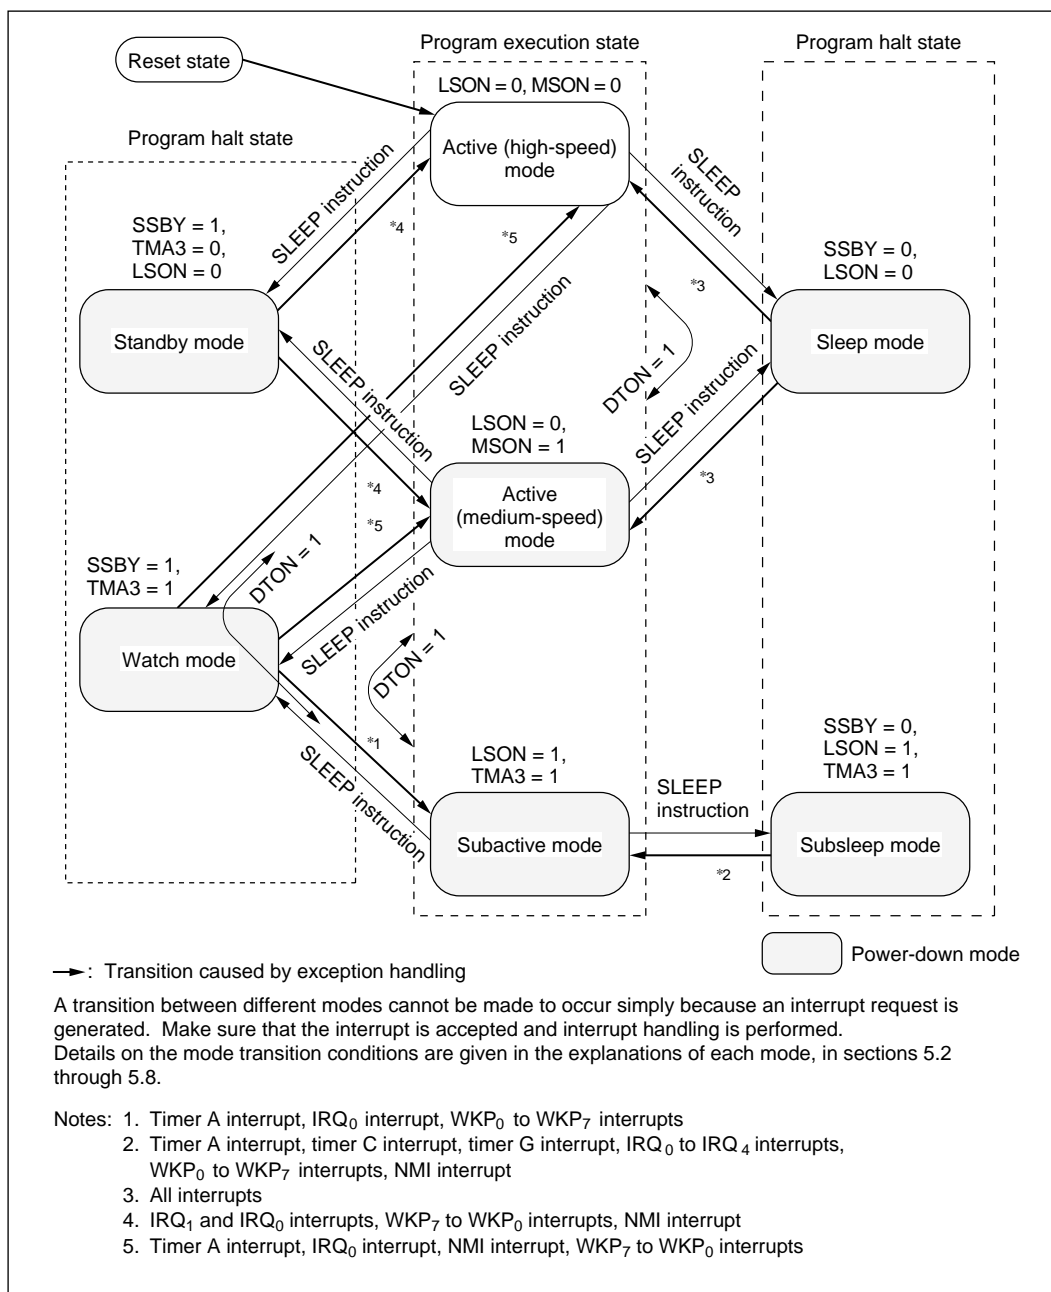 Reset state
Program execution state
Program halt state
LSON = 0, MSON = 0
Active (high-speed)
mode
Program halt state
SLEEP instruction
*4
*5
SLEEP
instruction
SSBY = 1,
TMA3 = 0,
LSON = 0
SSBY = 0,
LSON = 0
*3
Standby mode
SLEEP instruction
SLEEP instruction
DTON = 1
Sleep mode
SLEEP instruction
LSON = 0,
MSON = 1
*3
*4
Active
(medium-speed)
mode
*5
SSBY = 1,
TMA3 = 1
DTON = 1
SLEEP instruction
Watch mode
DTON = 1
*1
SLEEP instruction
LSON = 1,
TMA3 = 1
SSBY = 0,
LSON = 1,
TMA3 = 1
SLEEP
instruction
Subactive mode
Subsleep mode
*2
Power-down mode
: Transition caused by exception handling
A transition between different modes cannot be made to occur simply because an interrupt request is
generated. Make sure that the interrupt is accepted and interrupt handling is performed.
Details on the mode transition conditions are given in the explanations of each mode, in sections 5.2
through 5.8.
Notes: 1. Timer A interrupt, IRQ0 interrupt, WKP0 to WKP7 interrupts
2. Timer A interrupt, timer C interrupt, timer G interrupt, IRQ0 to IRQ4 interrupts,
WKP0 to WKP7 interrupts, NMI interrupt
3. All interrupts
4. IRQ1 and IRQ0 interrupts, WKP7 to WKP0 interrupts, NMI interrupt
5. Timer A interrupt, IRQ0 interrupt, NMI interrupt, WKP7 to WKP0 interrupts